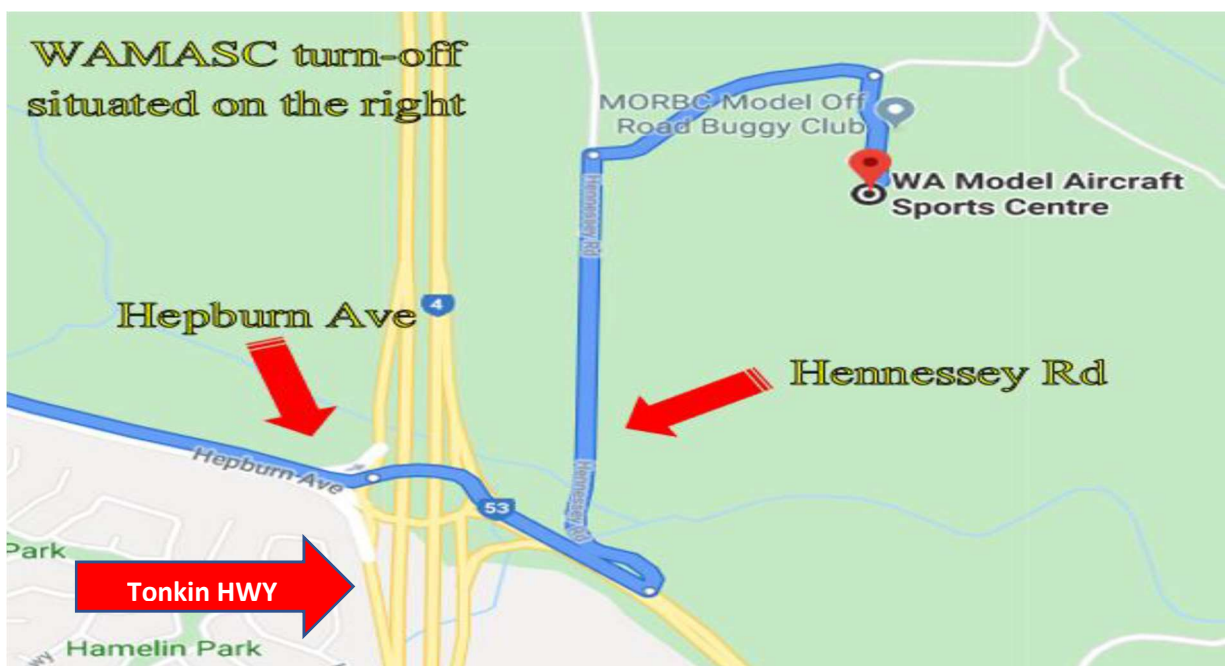 WAMASC turn-off
situated on the right
MORBC Model Off
Road Buggy Club
WA Model Aircraft
Sports Centre
Hennessey Rd
4
Hepburn Ave
Hennessey Rd
Hepburn Ave
53
Hennessey Rd
Park
Tonkin HWY
Hamelin Park